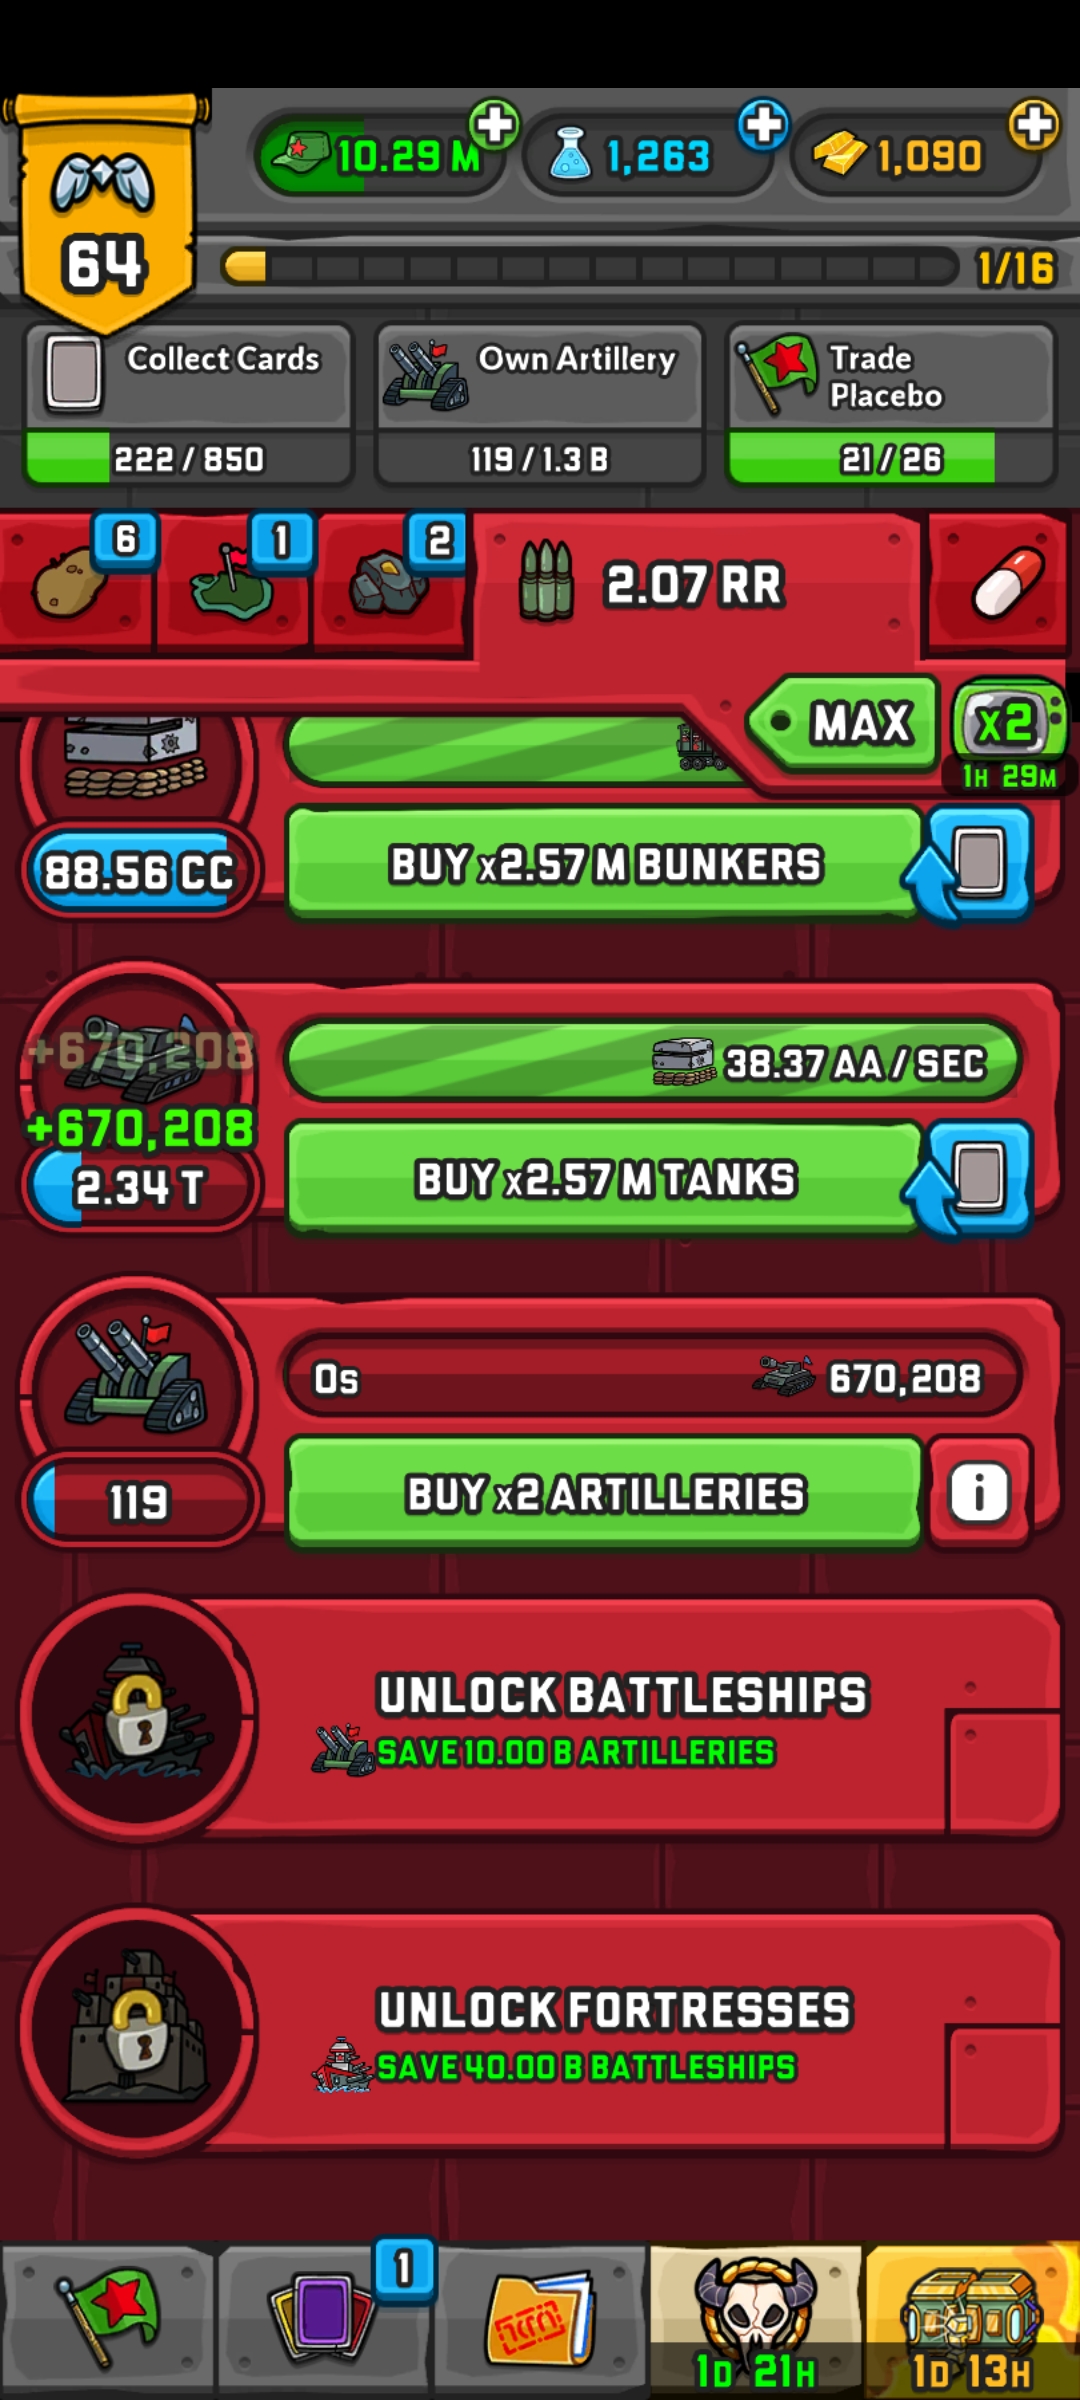 64
10.29 M
1,263
1,090
1/16
Collect Cards
222 / 850
Own Artillery
119 / 1.3 B
Trade
Placebo
21 / 26
6
1
2
2.07 RR
MAX
x2
1H 29M
88.56 CC
BUY x2.57 M BUNKERS
+670,208
+670,208
2.34 T
38.37 AA / SEC
BUY x2.57 M TANKS
119
0s
670,208
BUY x2 ARTILLERIES
i
UNLOCK BATTLESHIPS
SAVE 10.00 B ARTILLERIES
UNLOCK FORTRESSES
SAVE 40.00 B BATTLESHIPS
1
1D 21H
1D 13H